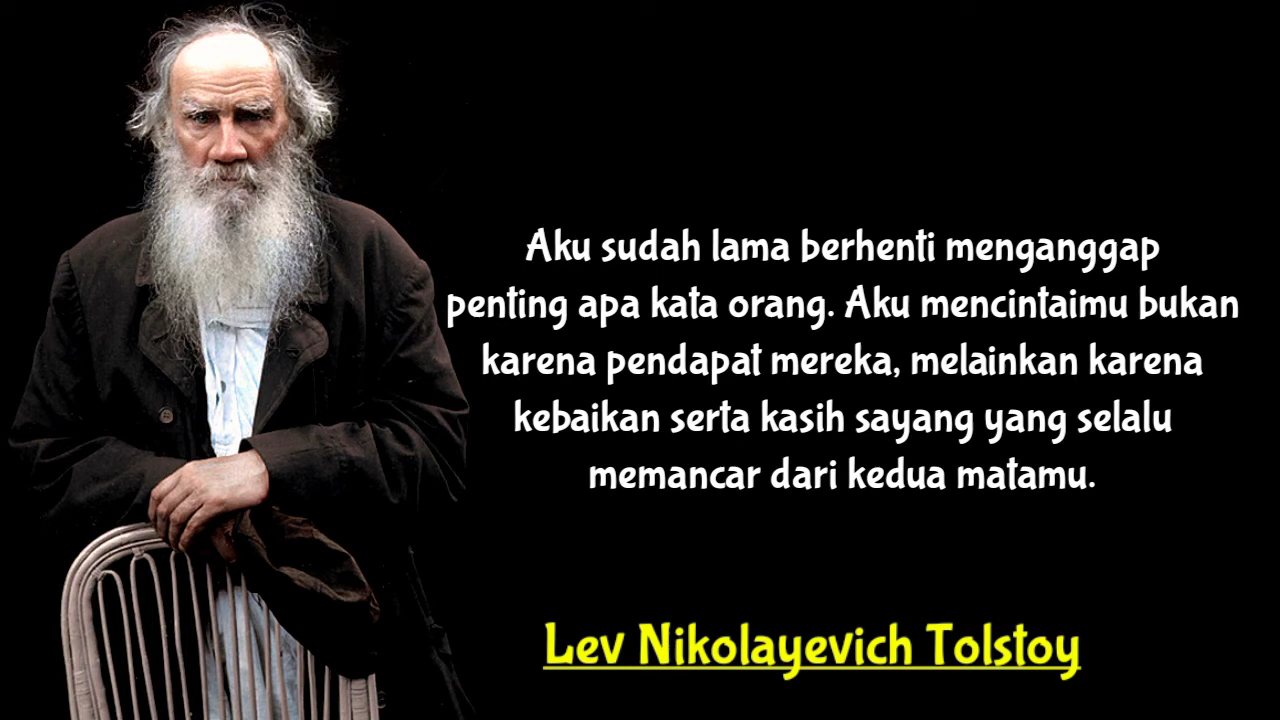 Aku sudah lama berhenti menganggap
penting apa kata orang. Aku mencintaimu bukan
karena pendapat mereka, melainkan karena
kebaikan serta kasih sayang yang selalu
memancar dari kedua matamu.
Lev Nikolayevich Tolstoy